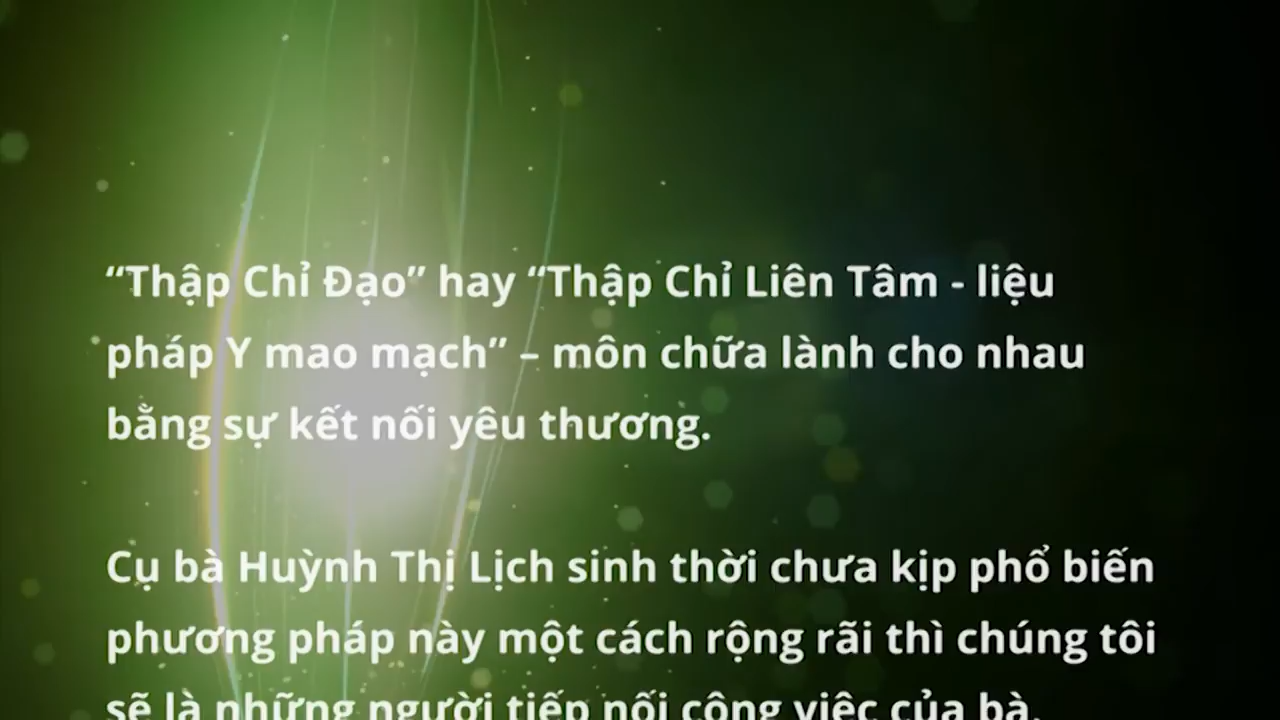 “Thập Chỉ Đạo” hay “Thập Chỉ Liên Tâm - liệu
pháp Y mao mạch” – môn chữa lành cho nhau
bằng sự kết nối yêu thương.
Cụ bà Huỳnh Thị Lịch sinh thời chưa kịp phổ biến
phương pháp này một cách rộng rãi thì chúng tôi
sẽ là những người tiếp nối công việc của bà.